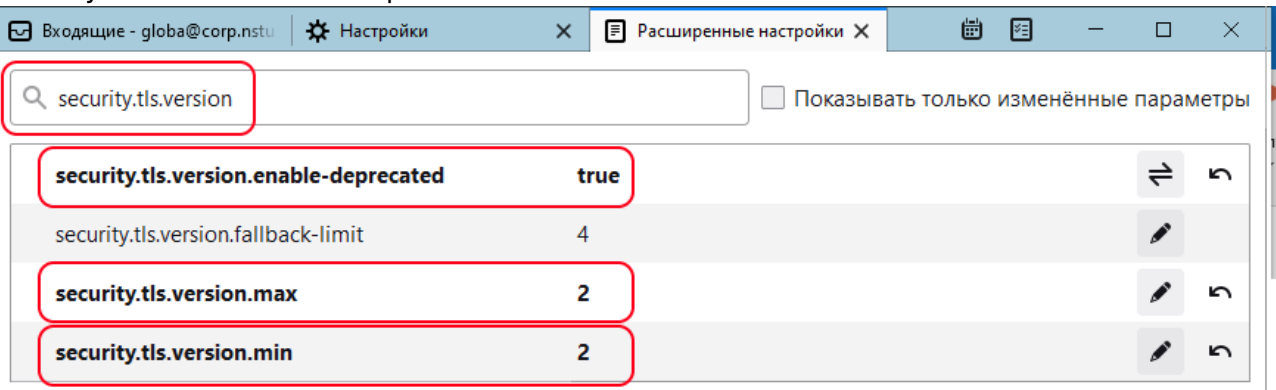 Входящие - globa@corp.nstu Настройки Расширенные настройки
security.tls.version Показывать только изменённые параметры
security.tls.version.enable-deprecated true
security.tls.version.fallback-limit 4
security.tls.version.max 2
security.tls.version.min 2